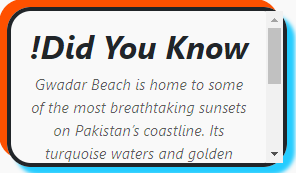 !Did You Know
Gwadar Beach is home to some
of the most breathtaking sunsets
on Pakistan's coastline. Its
turquoise waters and golden